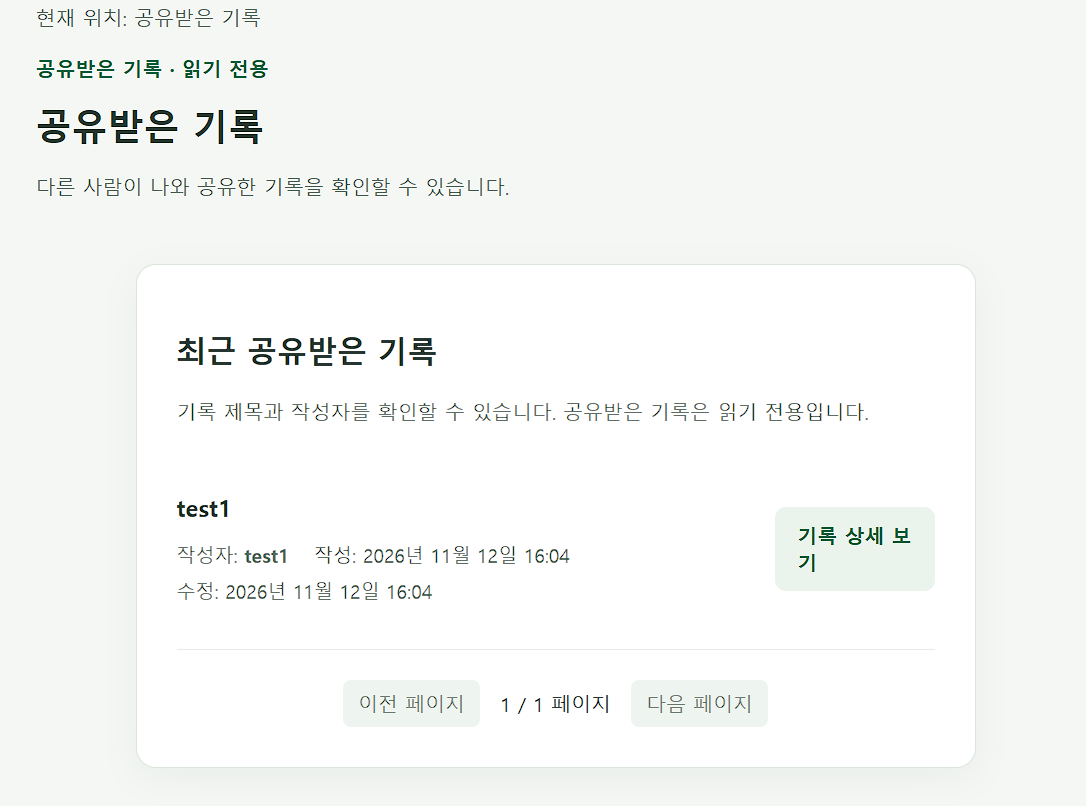 현재 위치: 공유받은 기록
공유받은 기록 · 읽기 전용
공유받은 기록
다른 사람이 나와 공유한 기록을 확인할 수 있습니다.
최근 공유받은 기록
기록 제목과 작성자를 확인할 수 있습니다. 공유받은 기록은 읽기 전용입니다.
test1
작성자: test1 작성: 2026년 11월 12일 16:04
수정: 2026년 11월 12일 16:04
기록 상세 보
기
이전 페이지 1 / 1 페이지 다음 페이지